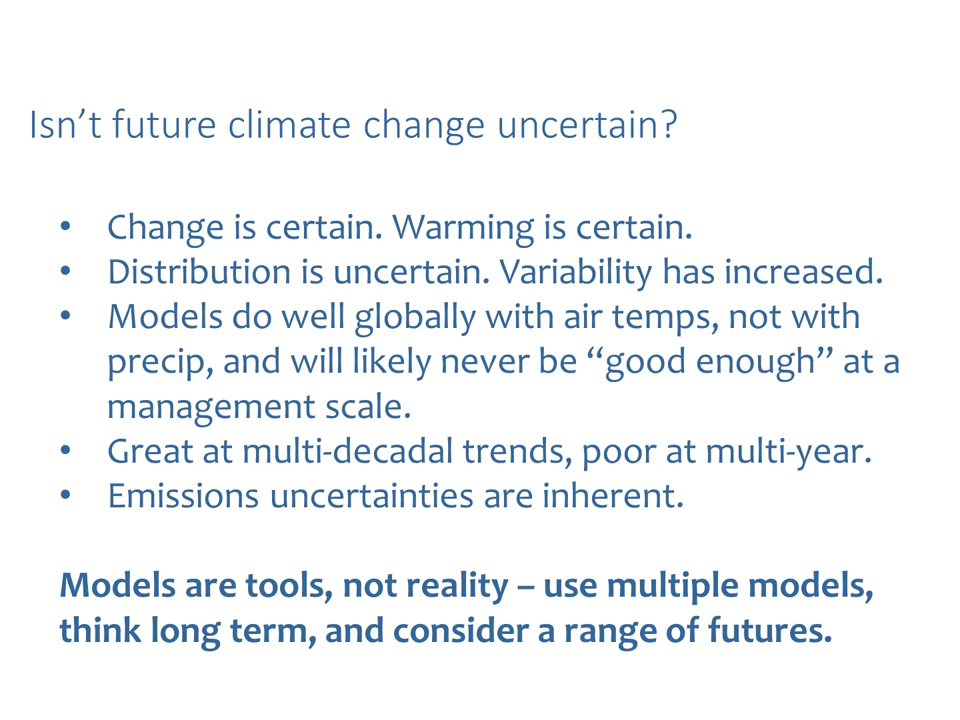 Isn’t future climate change uncertain?
• Change is certain. Warming is certain.
• Distribution is uncertain. Variability has increased.
• Models do well globally with air temps, not with
precip, and will likely never be “good enough” at a
management scale.
• Great at multi-decadal trends, poor at multi-year.
• Emissions uncertainties are inherent.
Models are tools, not reality – use multiple models,
think long term, and consider a range of futures.